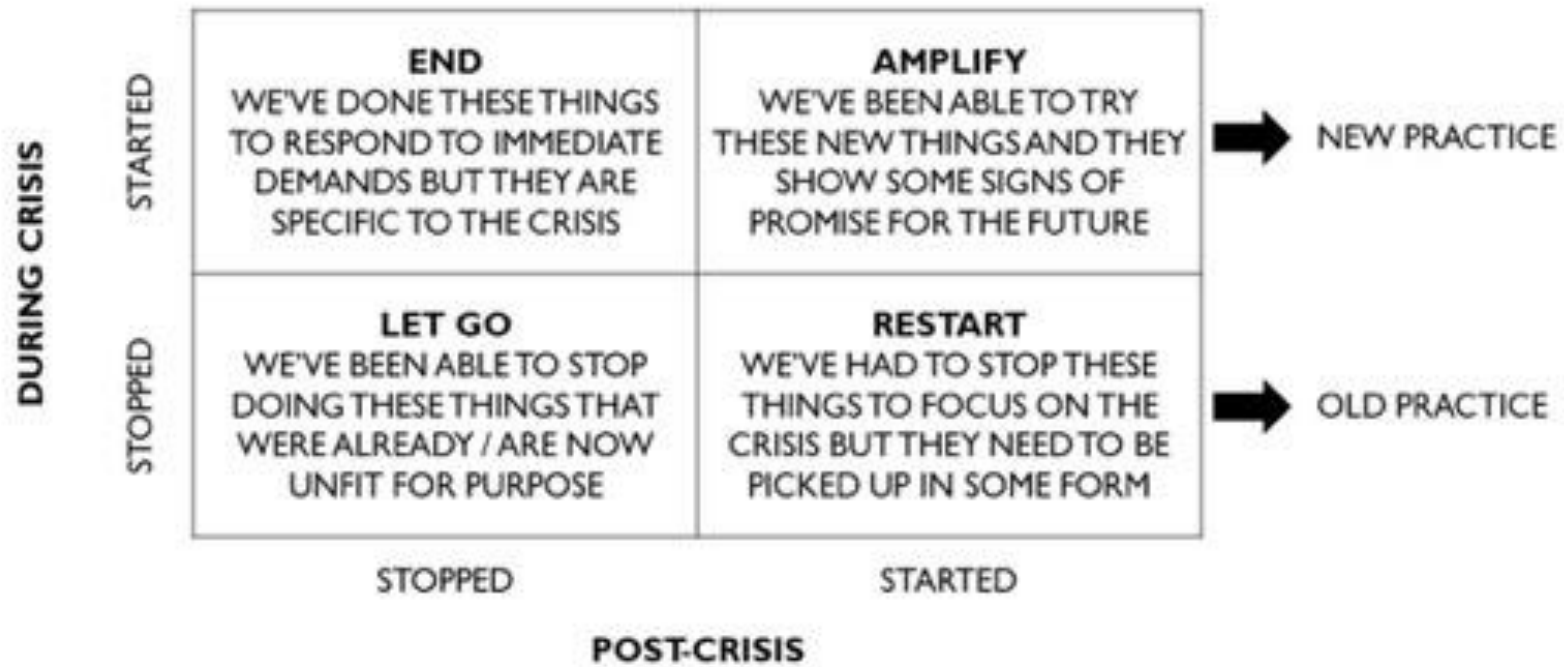 DURING CRISIS
STARTED
END
WE'VE DONE THESE THINGS
TO RESPOND TO IMMEDIATE
DEMANDS BUT THEY ARE
SPECIFIC TO THE CRISIS
AMPLIFY
WE'VE BEEN ABLE TO TRY
THESE NEW THINGS AND THEY
SHOW SOME SIGNS OF
PROMISE FOR THE FUTURE
NEW PRACTICE
STOPPED
LET GO
WE'VE BEEN ABLE TO STOP
DOING THESE THINGS THAT
WERE ALREADY / ARE NOW
UNFIT FOR PURPOSE
RESTART
WE'VE HAD TO STOP THESE
THINGS TO FOCUS ON THE
CRISIS BUT THEY NEED TO BE
PICKED UP IN SOME FORM
OLD PRACTICE
STOPPED
STARTED
POST-CRISIS